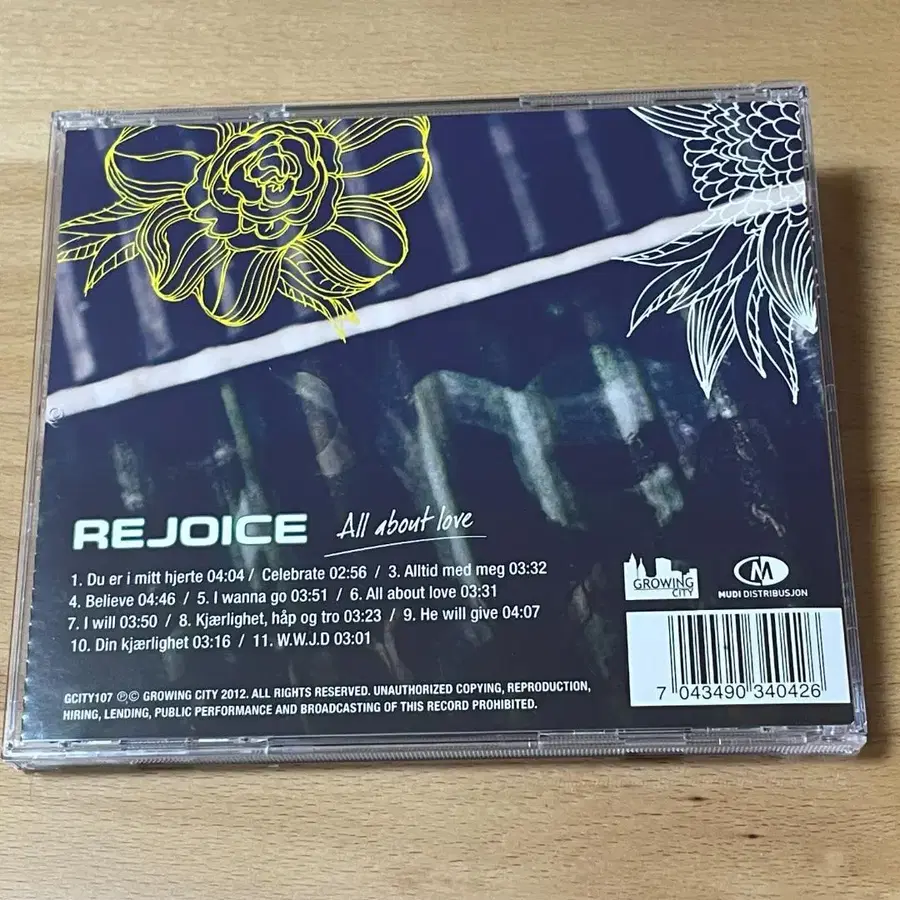 REJOICE All about love
1. Du er i mitt hjerte 04:04 / Celebrate 02:56 / 3. Alltid med meg 03:32
4. Believe 04:46 / 5. I wanna go 03:51 / 6. All about love 03:31
7. I will 03:50 / 8. Kjærlighet, håp og tro 03:23 / 9. He will give 04:07
10. Din kjærlighet 03:16 / 11. W.W.J.D 03:01
GCITY107 ℗© GROWING CITY 2012. ALL RIGHTS RESERVED. UNAUTHORIZED COPYING, REPRODUCTION,
HIRING, LENDING, PUBLIC PERFORMANCE AND BROADCASTING OF THIS RECORD PROHIBITED.
GROWING
CITY
M
MUDI DISTRIBUSJON
7 043490 340426